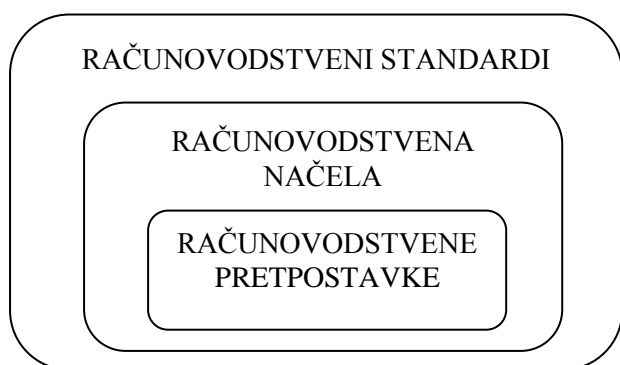 RAČUNOVODSTVENI STANDARDI
RAČUNOVODSTVENA
NAČELA
RAČUNOVODSTVENE
PRETPOSTAVKE